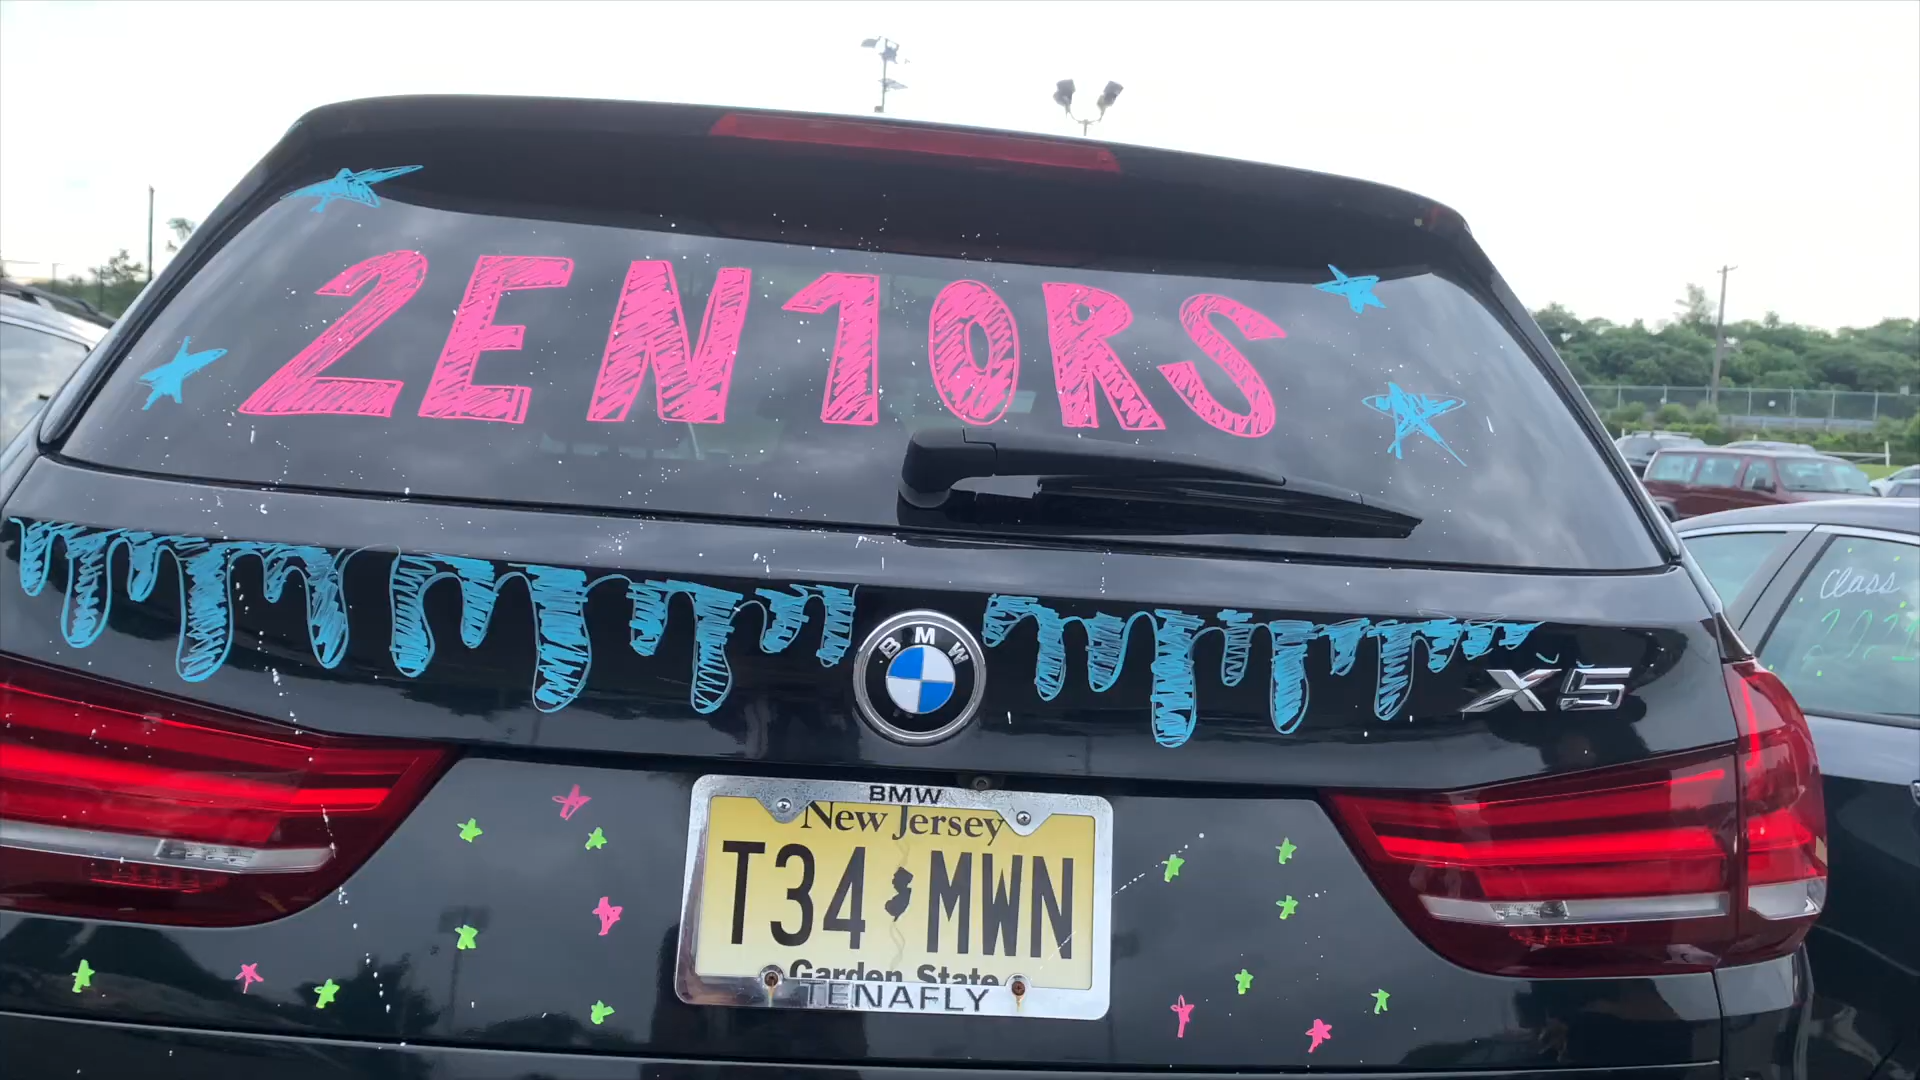 2EN1ORS
BMW
X5
BMW
New Jersey
T34 MWN
Garden State
TENAFLY
Class